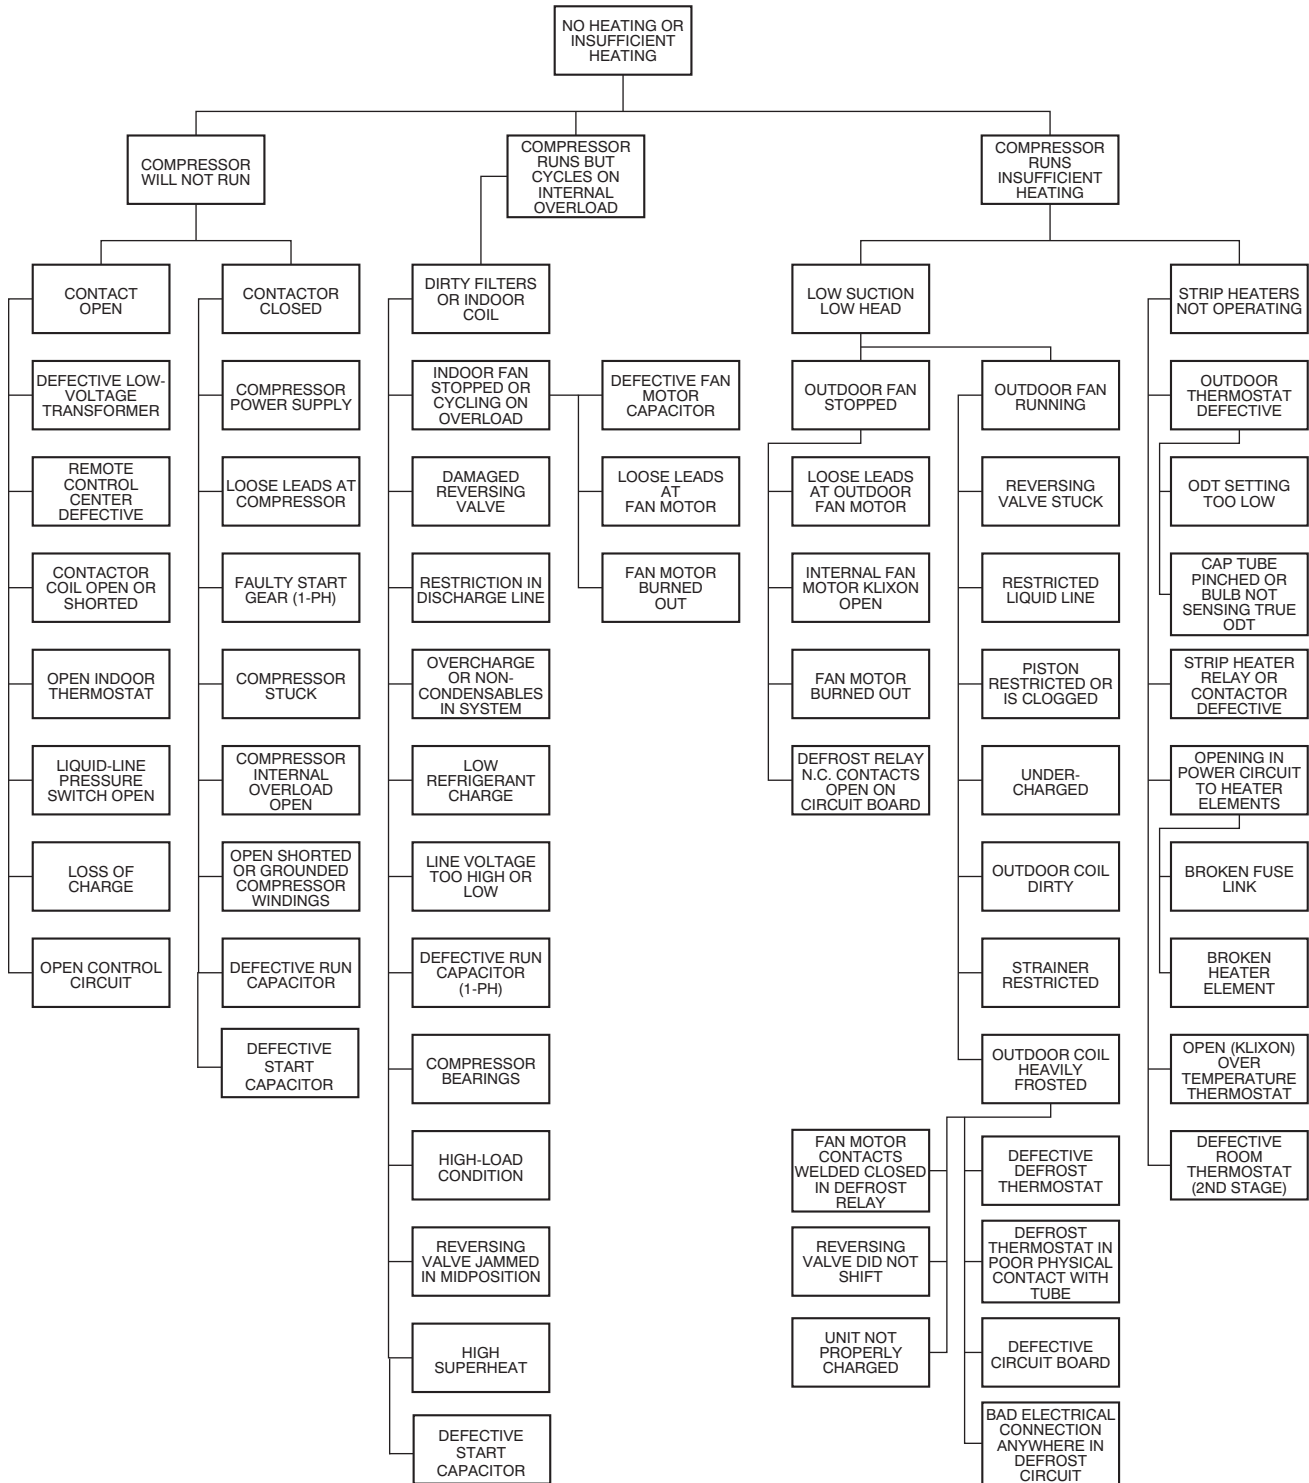 NO HEATING OR
INSUFFICIENT
HEATING
COMPRESSOR
WILL NOT RUN
COMPRESSOR
RUNS BUT
CYCLES ON
INTERNAL
OVERLOAD
COMPRESSOR
RUNS
INSUFFICIENT
HEATING
CONTACT
OPEN
DEFECTIVE LOW-
VOLTAGE
TRANSFORMER
REMOTE
CONTROL
CENTER
DEFECTIVE
CONTACTOR
COIL OPEN OR
SHORTED
OPEN INDOOR
THERMOSTAT
LIQUID-LINE
PRESSURE
SWITCH OPEN
LOSS OF
CHARGE
OPEN CONTROL
CIRCUIT
CONTACTOR
CLOSED
COMPRESSOR
POWER SUPPLY
LOOSE LEADS AT
COMPRESSOR
FAULTY START
GEAR (1-PH)
COMPRESSOR
STUCK
COMPRESSOR
INTERNAL
OVERLOAD
OPEN
OPEN SHORTED
OR GROUNDED
COMPRESSOR
WINDINGS
DEFECTIVE RUN
CAPACITOR
DEFECTIVE
START
CAPACITOR
DIRTY FILTERS
OR INDOOR
COIL
INDOOR FAN
STOPPED OR
CYCLING ON
OVERLOAD
DEFECTIVE FAN
MOTOR
CAPACITOR
LOOSE LEADS
AT
FAN MOTOR
FAN MOTOR
BURNED
OUT
DAMAGED
REVERSING
VALVE
RESTRICTION IN
DISCHARGE LINE
OVERCHARGE
OR NON-
CONDENSABLES
IN SYSTEM
LOW
REFRIGERANT
CHARGE
LINE VOLTAGE
TOO HIGH OR
LOW
DEFECTIVE RUN
CAPACITOR
(1-PH)
COMPRESSOR
BEARINGS
HIGH-LOAD
CONDITION
REVERSING
VALVE JAMMED
IN MIDPOSITION
HIGH
SUPERHEAT
DEFECTIVE
START
CAPACITOR
LOW SUCTION
LOW HEAD
OUTDOOR FAN
STOPPED
LOOSE LEADS
AT OUTDOOR
FAN MOTOR
INTERNAL FAN
MOTOR KLIXON
OPEN
FAN MOTOR
BURNED OUT
DEFROST RELAY
N.C. CONTACTS
OPEN ON
CIRCUIT BOARD
OUTDOOR FAN
RUNNING
REVERSING
VALVE STUCK
RESTRICTED
LIQUID LINE
PISTON
RESTRICTED OR
IS CLOGGED
UNDER-
CHARGED
OUTDOOR COIL
DIRTY
STRAINER
RESTRICTED
OUTDOOR COIL
HEAVILY
FROSTED
FAN MOTOR
CONTACTS
WELDED CLOSED
IN DEFROST
RELAY
REVERSING
VALVE DID NOT
SHIFT
UNIT NOT
PROPERLY
CHARGED
DEFECTIVE
DEFROST
THERMOSTAT
DEFROST
THERMOSTAT IN
POOR PHYSICAL
CONTACT WITH
TUBE
DEFECTIVE
CIRCUIT BOARD
BAD ELECTRICAL
CONNECTION
ANYWHERE IN
DEFROST
CIRCUIT
STRIP HEATERS
NOT OPERATING
OUTDOOR
THERMOSTAT
DEFECTIVE
ODT SETTING
TOO LOW
CAP TUBE
PINCHED OR
BULB NOT
SENSING TRUE
ODT
STRIP HEATER
RELAY OR
CONTACTOR
DEFECTIVE
OPENING IN
POWER CIRCUIT
TO HEATER
ELEMENTS
BROKEN FUSE
LINK
BROKEN
HEATER
ELEMENT
OPEN (KLIXON)
OVER
TEMPERATURE
THERMOSTAT
DEFECTIVE
ROOM
THERMOSTAT
(2ND STAGE)